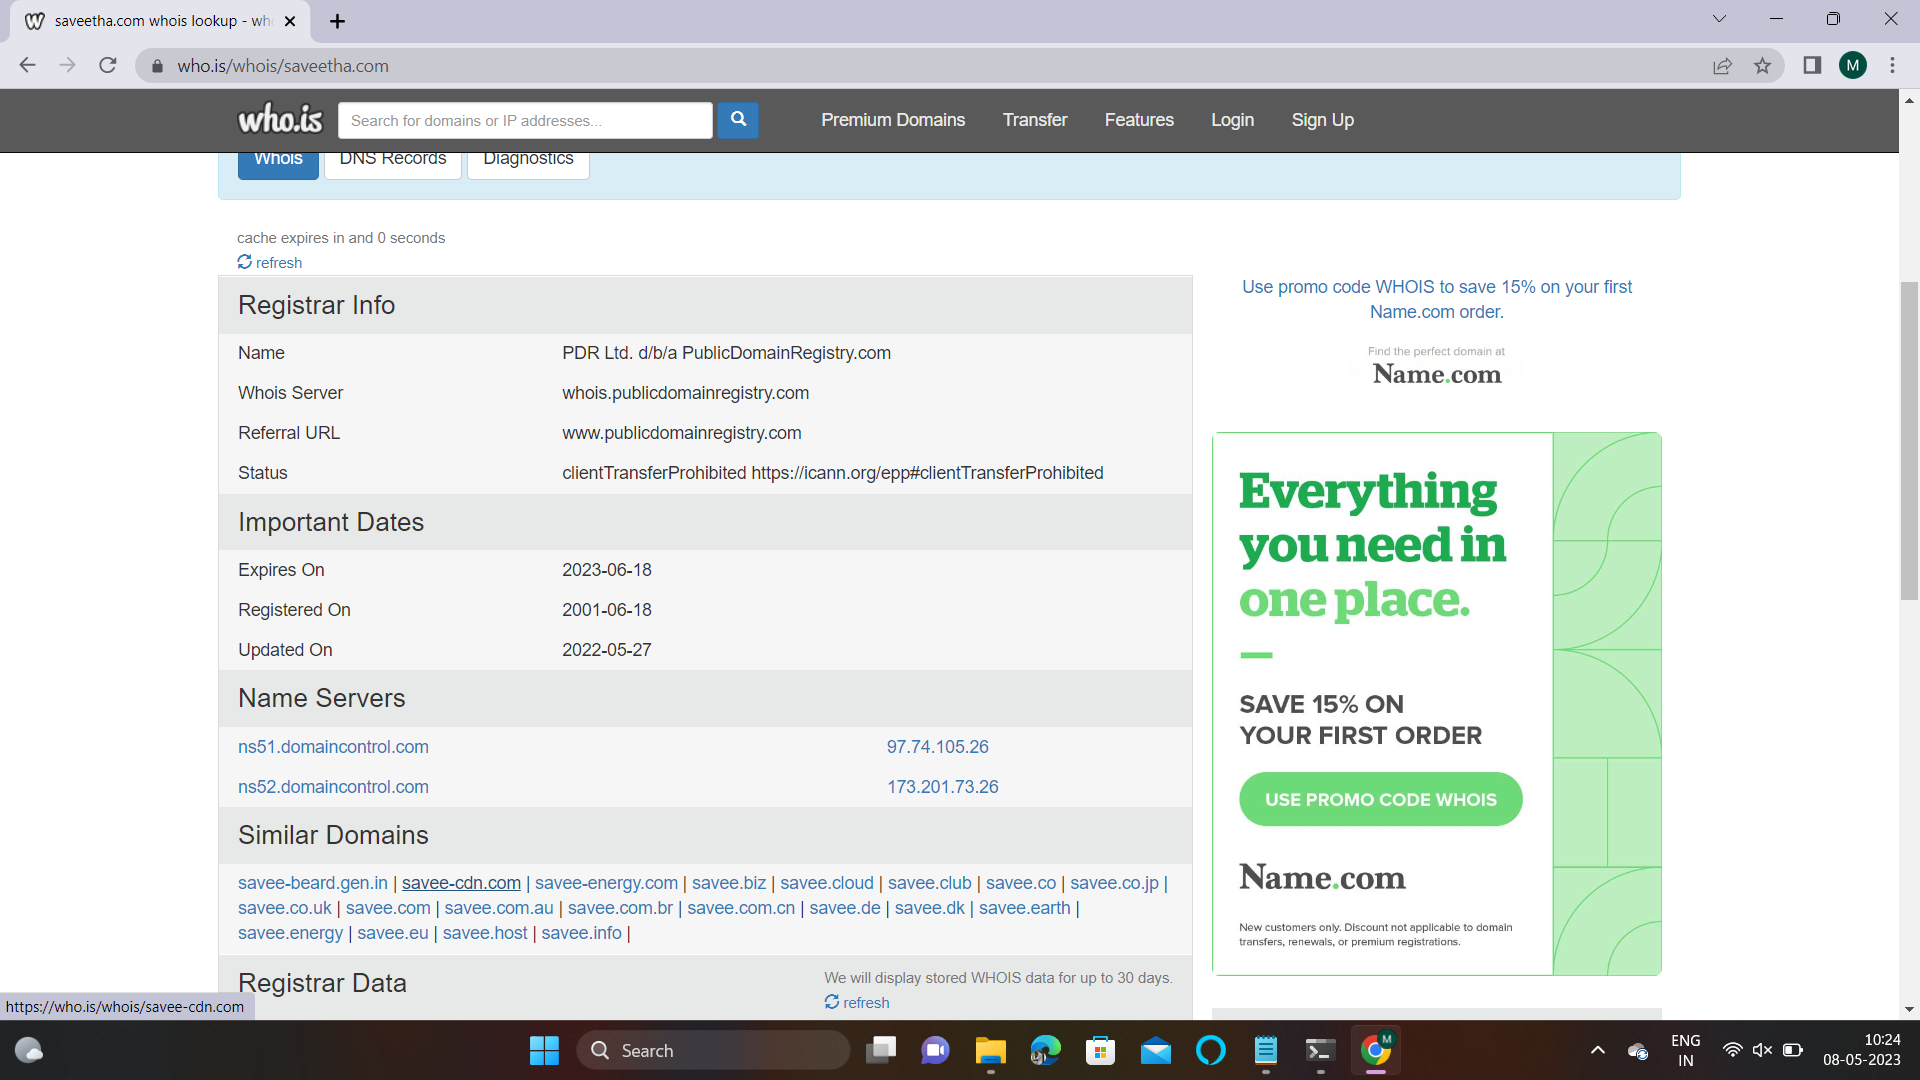 saveetha.com whois lookup - wh
who.is/whois/saveetha.com
M
who.is
Search for domains or IP addresses...
Premium Domains
Transfer
Features
Login
Sign Up
Whois
DNS Records
Diagnostics
cache expires in and 0 seconds
refresh
Registrar Info
Name PDR Ltd. d/b/a PublicDomainRegistry.com
Whois Server whois.publicdomainregistry.com
Referral URL www.publicdomainregistry.com
Status clientTransferProhibited https://icann.org/epp#clientTransferProhibited
Important Dates
Expires On 2023-06-18
Registered On 2001-06-18
Updated On 2022-05-27
Name Servers
ns51.domaincontrol.com 97.74.105.26
ns52.domaincontrol.com 173.201.73.26
Similar Domains
savee-beard.gen.in | savee-cdn.com | savee-energy.com | savee.biz | savee.cloud | savee.club | savee.co | savee.co.jp |
savee.co.uk | savee.com | savee.com.au | savee.com.br | savee.com.cn | savee.de | savee.dk | savee.earth |
savee.energy | savee.eu | savee.host | savee.info |
Registrar Data
We will display stored WHOIS data for up to 30 days.
refresh
Use promo code WHOIS to save 15% on your first
Name.com order.
Find the perfect domain at
Name.com
Everything
you need in
one place.
SAVE 15% ON
YOUR FIRST ORDER
USE PROMO CODE WHOIS
Name.com
New customers only. Discount not applicable to domain
transfers, renewals, or premium registrations.
https://who.is/whois/savee-cdn.com
Search
M
ENG
IN
10:24
08-05-2023